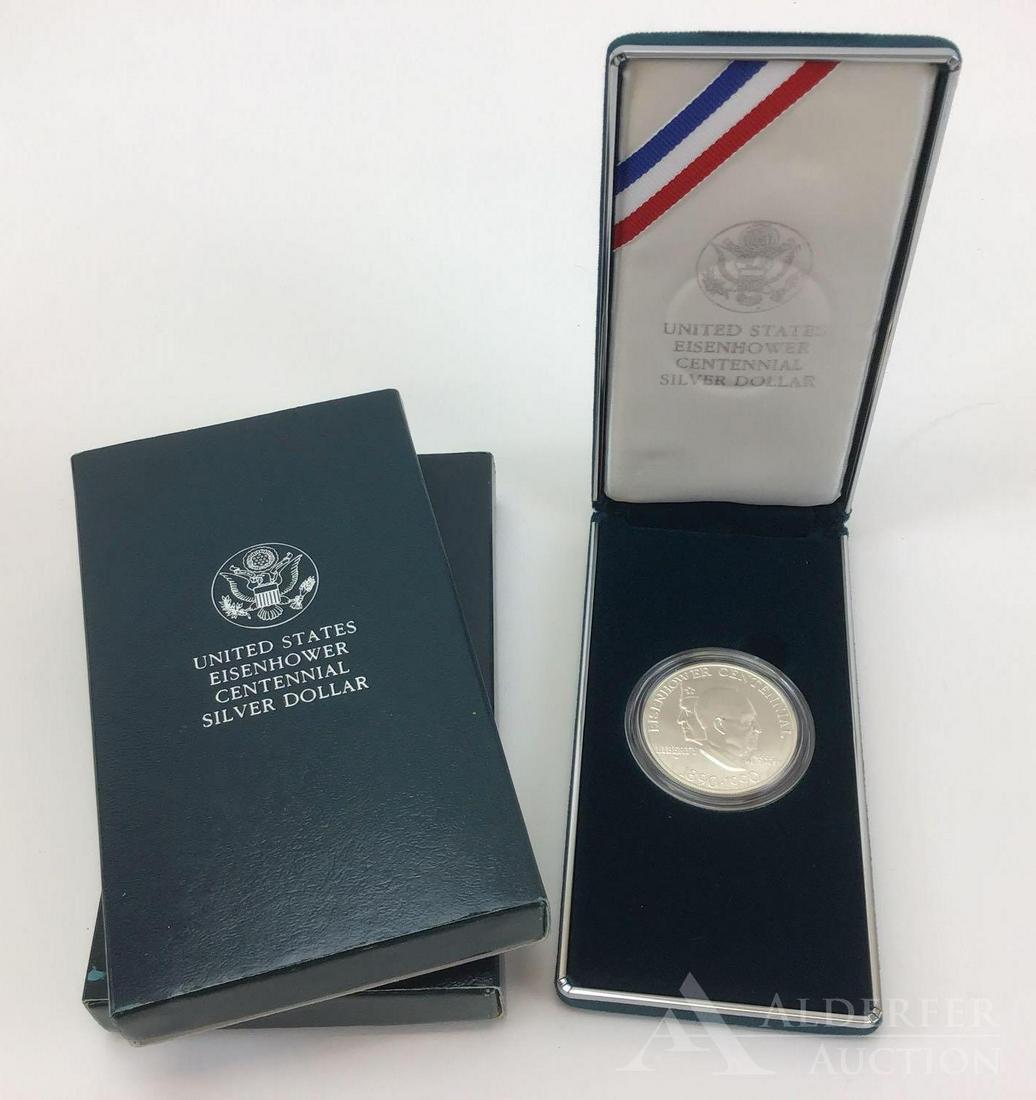 UNITED STATES
EISENHOWER
CENTENNIAL
SILVER DOLLAR
UNITED STATES
EISENHOWER
CENTENNIAL
SILVER DOLLAR
EISENHOWER CENTENNIAL
LIBERTY
1890-1990
ALDERFER
AUCTION